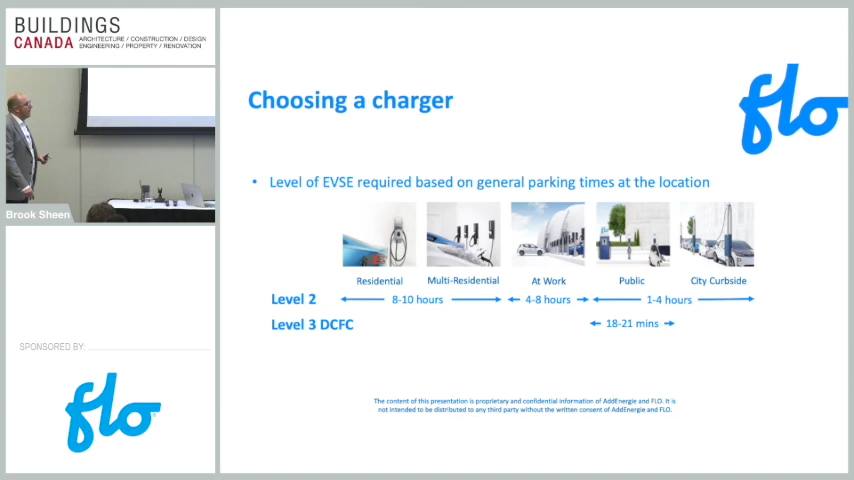 BUILDINGS
CANADA
ARCHITECTURE / CONSTRUCTION / DESIGN
ENGINEERING / PROPERTY / RENOVATION
Brook Sheen
SPONSORED BY:
flo
Choosing a charger
flo
• Level of EVSE required based on general parking times at the location
Residential Multi-Residential At Work Public City Curbside
Level 2 8-10 hours 4-8 hours 1-4 hours
Level 3 DCFC 18-21 mins
The content of this presentation is proprietary and confidential information of AddEnergie and FLO. It is
not intended to be distributed to any third party without the written consent of AddEnergie and FLO.